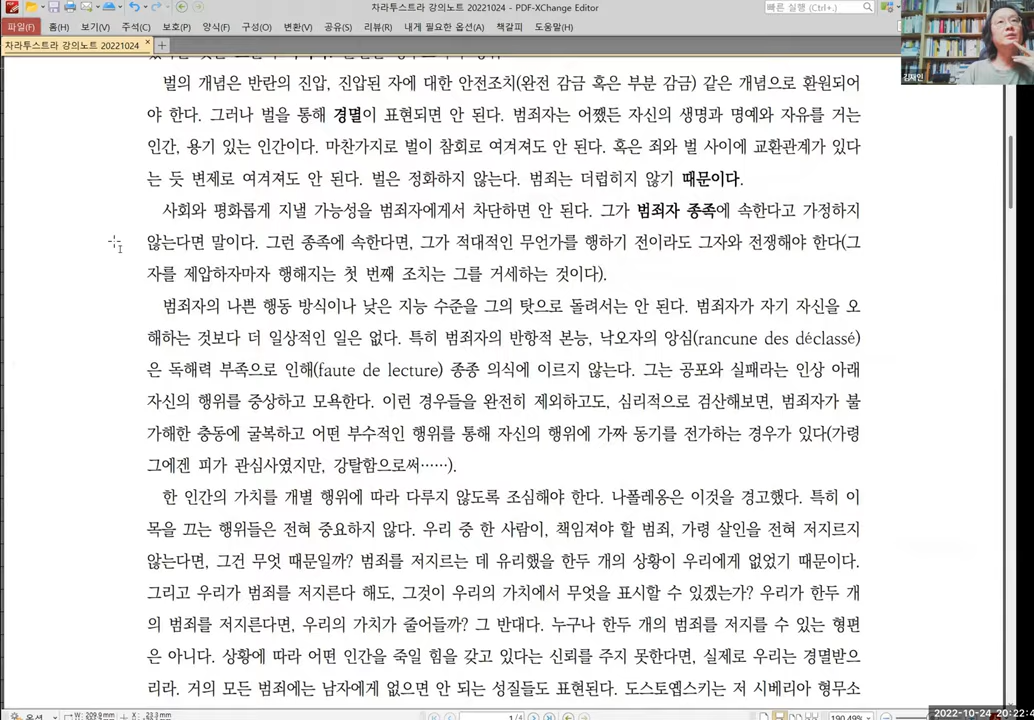 차라투스트라 강의노트 20221024 - PDF-XChange Editor
빠른 실행 (Ctrl+.)
파일(F) 홈(H) 보기(V) 주석(C) 보호(P) 양식(F) 구성(O) 변환(V) 공유(S) 리뷰(R) 내게 필요한 옵션(A) 책갈피 도움말(H)
차라투스트라 강의노트 20221024
김재인
벌의 개념은 반란의 진압, 진압된 자에 대한 안전조치(완전 감금 혹은 부분 감금) 같은 개념으로 환원되어
야 한다. 그러나 벌을 통해 경멸이 표현되면 안 된다. 범죄자는 어쨌든 자신의 생명과 명예와 자유를 거는
인간, 용기 있는 인간이다. 마찬가지로 벌이 참회로 여겨져도 안 된다. 혹은 죄와 벌 사이에 교환관계가 있다
는 듯 변제로 여겨져도 안 된다. 벌은 정화하지 않는다. 범죄는 더럽히지 않기 때문이다.
사회와 평화롭게 지낼 가능성을 범죄자에게서 차단하면 안 된다. 그가 범죄자 종족에 속한다고 가정하지
않는다면 말이다. 그런 종족에 속한다면, 그가 적대적인 무언가를 행하기 전이라도 그자와 전쟁해야 한다(그
자를 제압하자마자 행해지는 첫 번째 조치는 그를 거세하는 것이다).
범죄자의 나쁜 행동 방식이나 낮은 지능 수준을 그의 탓으로 돌려서는 안 된다. 범죄자가 자기 자신을 오
해하는 것보다 더 일상적인 일은 없다. 특히 범죄자의 반항적 본능, 낙오자의 앙심(rancune des déclassé)
은 독해력 부족으로 인해(faute de lecture) 종종 의식에 이르지 않는다. 그는 공포와 실패라는 인상 아래
자신의 행위를 중상하고 모욕한다. 이런 경우들을 완전히 제외하고도, 심리적으로 검산해보면, 범죄자가 불
가해한 충동에 굴복하고 어떤 부수적인 행위를 통해 자신의 행위에 가짜 동기를 전가하는 경우가 있다(가령
그에겐 피가 관심사였지만, 강탈함으로써……).
한 인간의 가치를 개별 행위에 따라 다루지 않도록 조심해야 한다. 나폴레옹은 이것을 경고했다. 특히 이
목을 끄는 행위들은 전혀 중요하지 않다. 우리 중 한 사람이, 책임져야 할 범죄, 가령 살인을 전혀 저지르지
않는다면, 그건 무엇 때문일까? 범죄를 저지르는 데 유리했을 한두 개의 상황이 우리에게 없었기 때문이다.
그리고 우리가 범죄를 저지른다 해도, 그것이 우리의 가치에서 무엇을 표시할 수 있겠는가? 우리가 한두 개
의 범죄를 저지른다면, 우리의 가치가 줄어들까? 그 반대다. 누구나 한두 개의 범죄를 저지를 수 있는 형편
은 아니다. 상황에 따라 어떤 인간을 죽일 힘을 갖고 있다는 신뢰를 주지 못한다면, 실제로 우리는 경멸받으
리라. 거의 모든 범죄에는 남자에게 없으면 안 되는 성질들도 표현된다. 도스토옙스키는 저 시베리아 형무소
옵션
1/4
190.49%